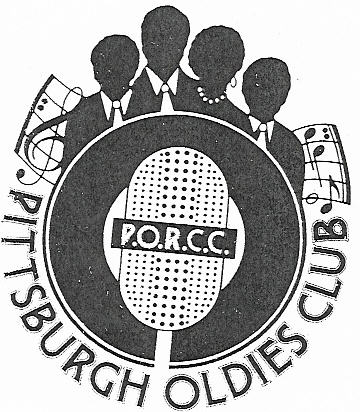 P.O.R.C.C.
PITTSBURGH OLDIES CLUB